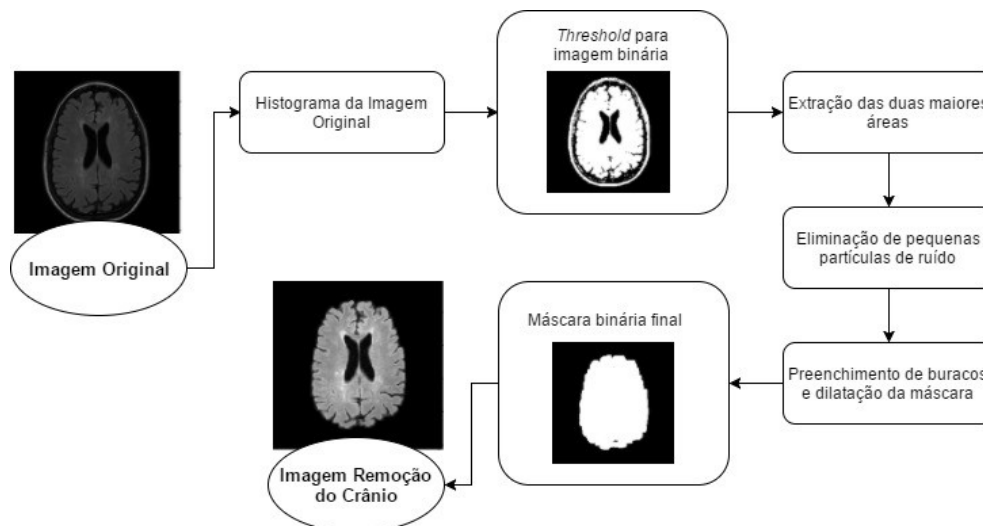 Threshold para
imagem binária
Histograma da Imagem
Original
Extração das duas maiores
áreas
Imagem Original
Eliminação de pequenas
partículas de ruído
Máscara binária final
Preenchimento de buracos
e dilatação da máscara
Imagem Remoção
do Crânio